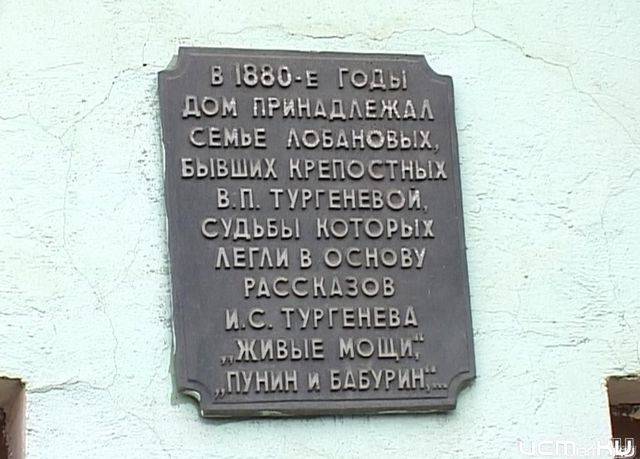 В 1880-Е ГОДЫ
ДОМ ПРИНАДЛЕЖАЛ
СЕМЬЕ ЛОБАНОВЫХ,
БЫВШИХ КРЕПОСТНЫХ
В.П. ТУРГЕНЕВОЙ,
СУДЬБЫ КОТОРЫХ
ЛЕГЛИ В ОСНОВУ
РАССКАЗОВ
И.С. ТУРГЕНЕВА
„ЖИВЫЕ МОЩИ",
„ПУНИН И БАБУРИН",...